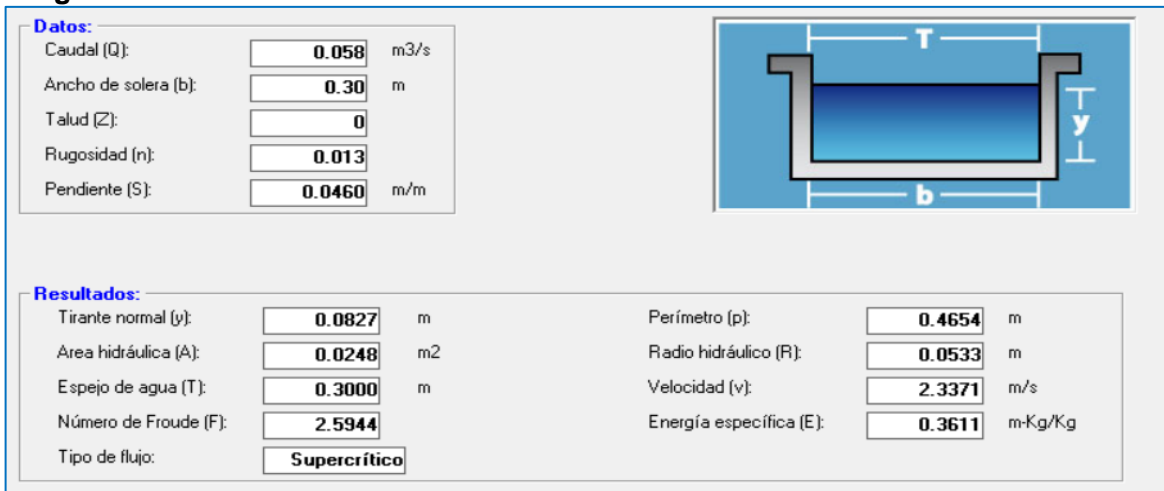 Datos:
Caudal (Q): 0.058 m3/s
Ancho de solera (b): 0.30 m
Talud (Z): 0
Rugosidad (n): 0.013
Pendiente (S): 0.0460 m/m
T
y
b
Resultados:
Tirante normal (y): 0.0827 m Perímetro (p): 0.4654 m
Area hidráulica (A): 0.0248 m2 Radio hidráulico (R): 0.0533 m
Espejo de agua (T): 0.3000 m Velocidad (v): 2.3371 m/s
Número de Froude (F): 2.5944 Energía específica (E): 0.3611 m-Kg/Kg
Tipo de flujo: Supercrítico